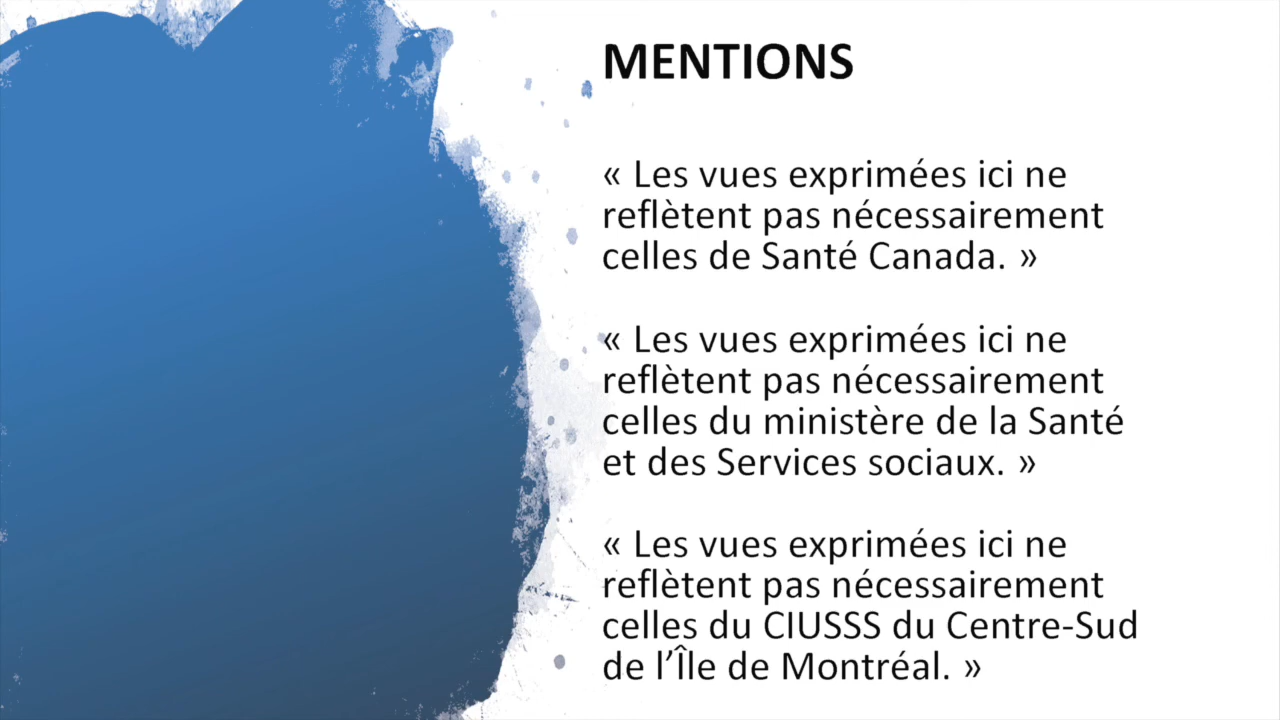 MENTIONS
« Les vues exprimées ici ne
reflètent pas nécessairement
celles de Santé Canada. »
« Les vues exprimées ici ne
reflètent pas nécessairement
celles du ministère de la Santé
et des Services sociaux. »
« Les vues exprimées ici ne
reflètent pas nécessairement
celles du CIUSSS du Centre-Sud
de l’Île de Montréal. »